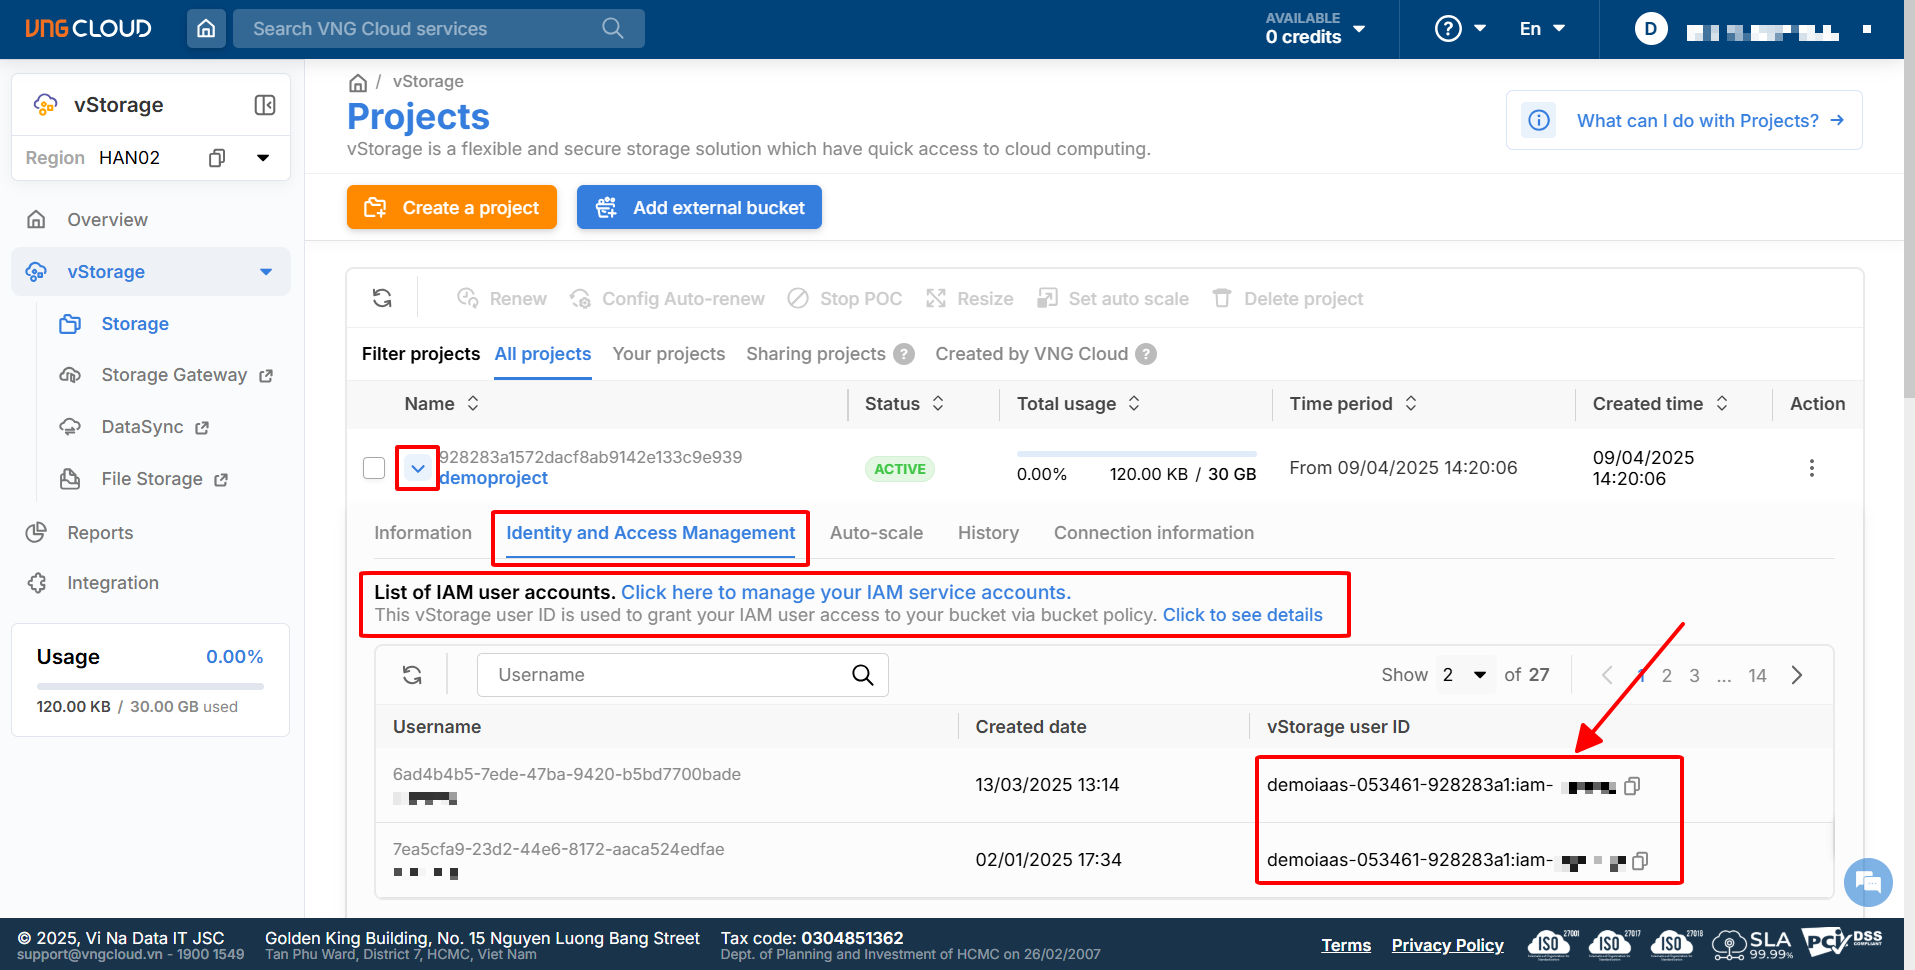 VNG CLOUD
Search VNG Cloud services
AVAILABLE
0 credits
?
En
D
vStorage
Region HAN02
Overview
vStorage
Storage
Storage Gateway
DataSync
File Storage
Reports
Integration
Usage 0.00%
120.00 KB / 30.00 GB used
/ vStorage
Projects
vStorage is a flexible and secure storage solution which have quick access to cloud computing.
What can I do with Projects?
Create a project
Add external bucket
Renew
Config Auto-renew
Stop POC
Resize
Set auto scale
Delete project
Filter projects All projects Your projects Sharing projects ? Created by VNG Cloud ?
Name Status Total usage Time period Created time Action
928283a1572dacf8ab9142e133c9e939
demoproject
ACTIVE
0.00% 120.00 KB / 30 GB
From 09/04/2025 14:20:06
09/04/2025
14:20:06
Information Identity and Access Management Auto-scale History Connection information
List of IAM user accounts. Click here to manage your IAM service accounts.
This vStorage user ID is used to grant your IAM user access to your bucket via bucket policy. Click to see details
Username
Show 2 of 27
1 2 3 ... 14
Username Created date vStorage user ID
6ad4b4b5-7ede-47ba-9420-b5bd7700bade
13/03/2025 13:14
demoiaas-053461-928283a1:iam-
7ea5cfa9-23d2-44e6-8172-aaca524edfae
02/01/2025 17:34
demoiaas-053461-928283a1:iam-
© 2025, Vi Na Data IT JSC
support@vngcloud.vn - 1900 1549
Golden King Building, No. 15 Nguyen Luong Bang Street
Tan Phu Ward, District 7, HCMC, Viet Nam
Tax code: 0304851362
Dept. of Planning and Investment of HCMC on 26/02/2007
Terms
Privacy Policy
ISO 27001
ISO 27017
ISO 27018
SLA
99.99%
PCI DSS
COMPLIANT